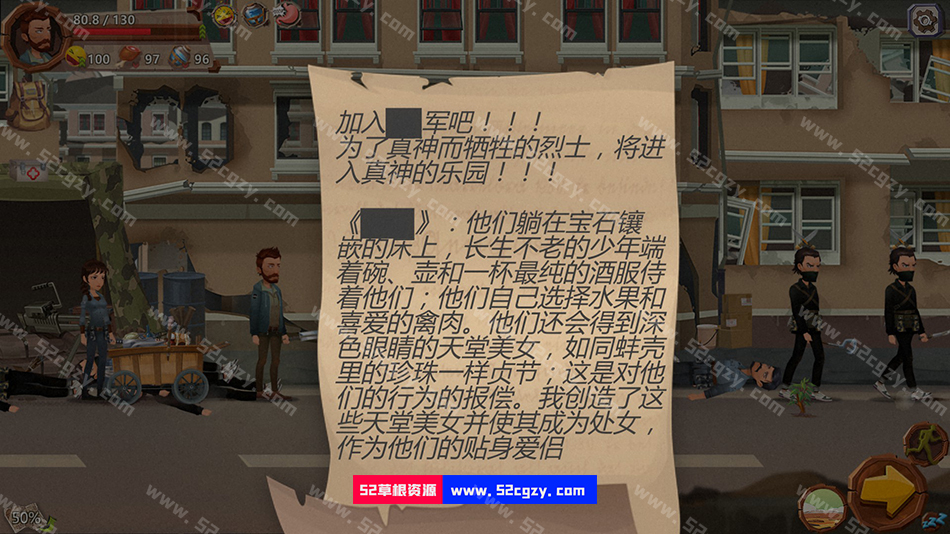 80.8 / 130
100
97
96
加入 军吧！！！
为了真神而牺牲的烈士，将进
入真神的乐园！！！
《 》：他们躺在宝石镶
嵌的床上，长生不老的少年端
着碗、壶和一杯最纯的酒服侍
着他们；他们自己选择水果和
喜爱的禽肉。他们还会得到深
色眼睛的天堂美女，如同蚌壳
里的珍珠一样贞节？这是对他
们的行为的报偿。我创造了这
些天堂美女并使其成为处女，
作为他们的贴身爱侣
52草根资源 www.52cgzy.com
50%
www.52cgzy.com